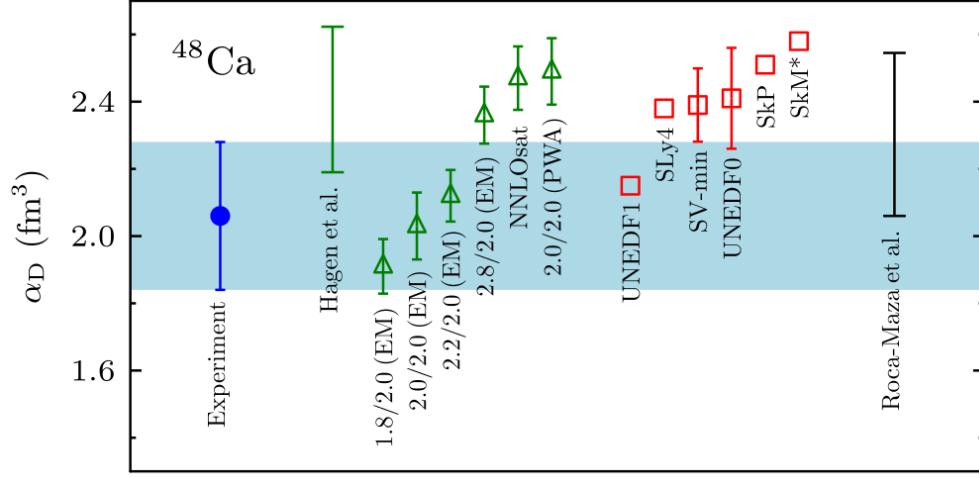 ⁴⁸Ca
α_D (fm³)
2.4
2.0
1.6
Experiment
Hagen et al.
1.8/2.0 (EM)
2.0/2.0 (EM)
2.2/2.0 (EM)
2.8/2.0 (EM)
NNLOsat
2.0/2.0 (PWA)
UNEDF1
SLy4
SV-min
UNEDF0
SkP
SkM*
Roca-Maza et al.